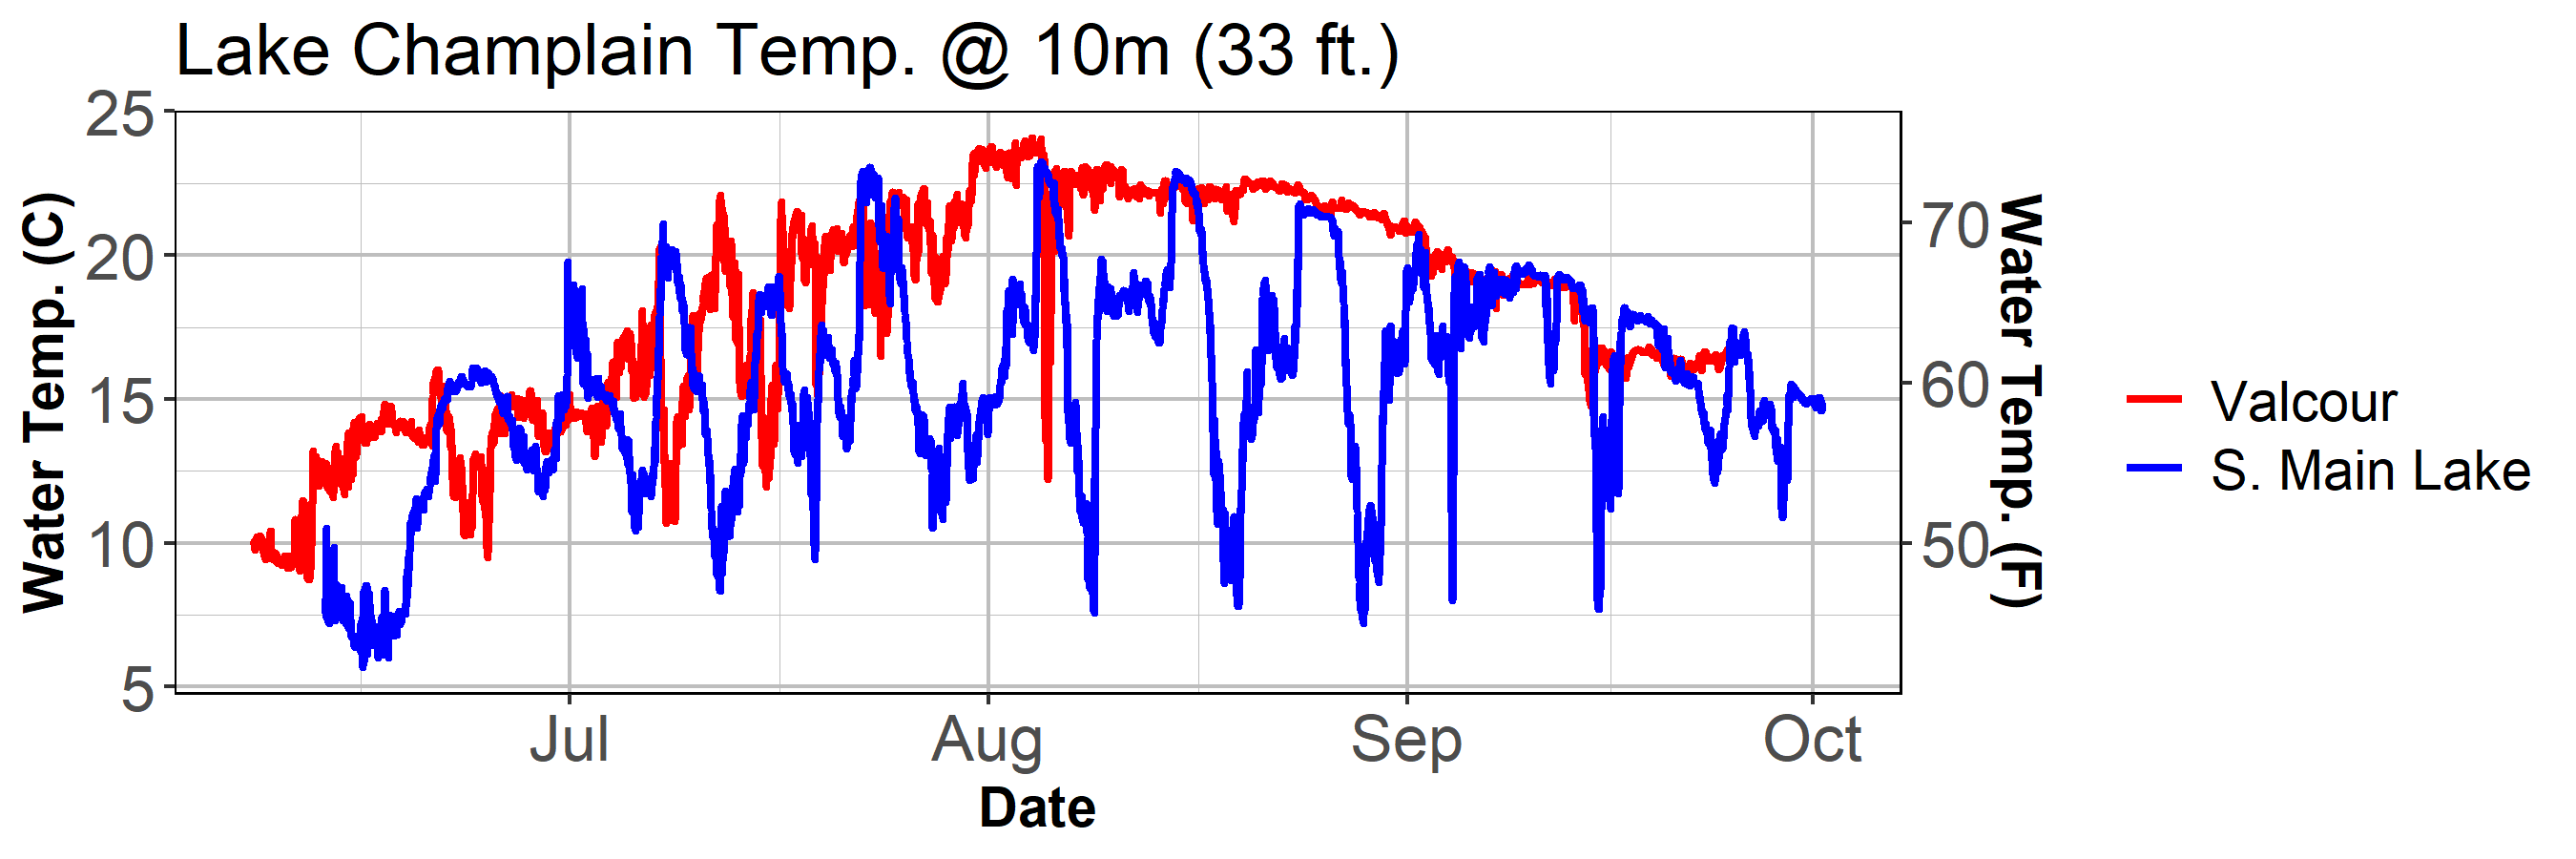 Lake Champlain Temp. @ 10m (33 ft.)
25
20
15
10
5
Water Temp. (C)
70
60
50
Water Temp. (F)
Jul
Aug
Sep
Oct
Date
Valcour
S. Main Lake